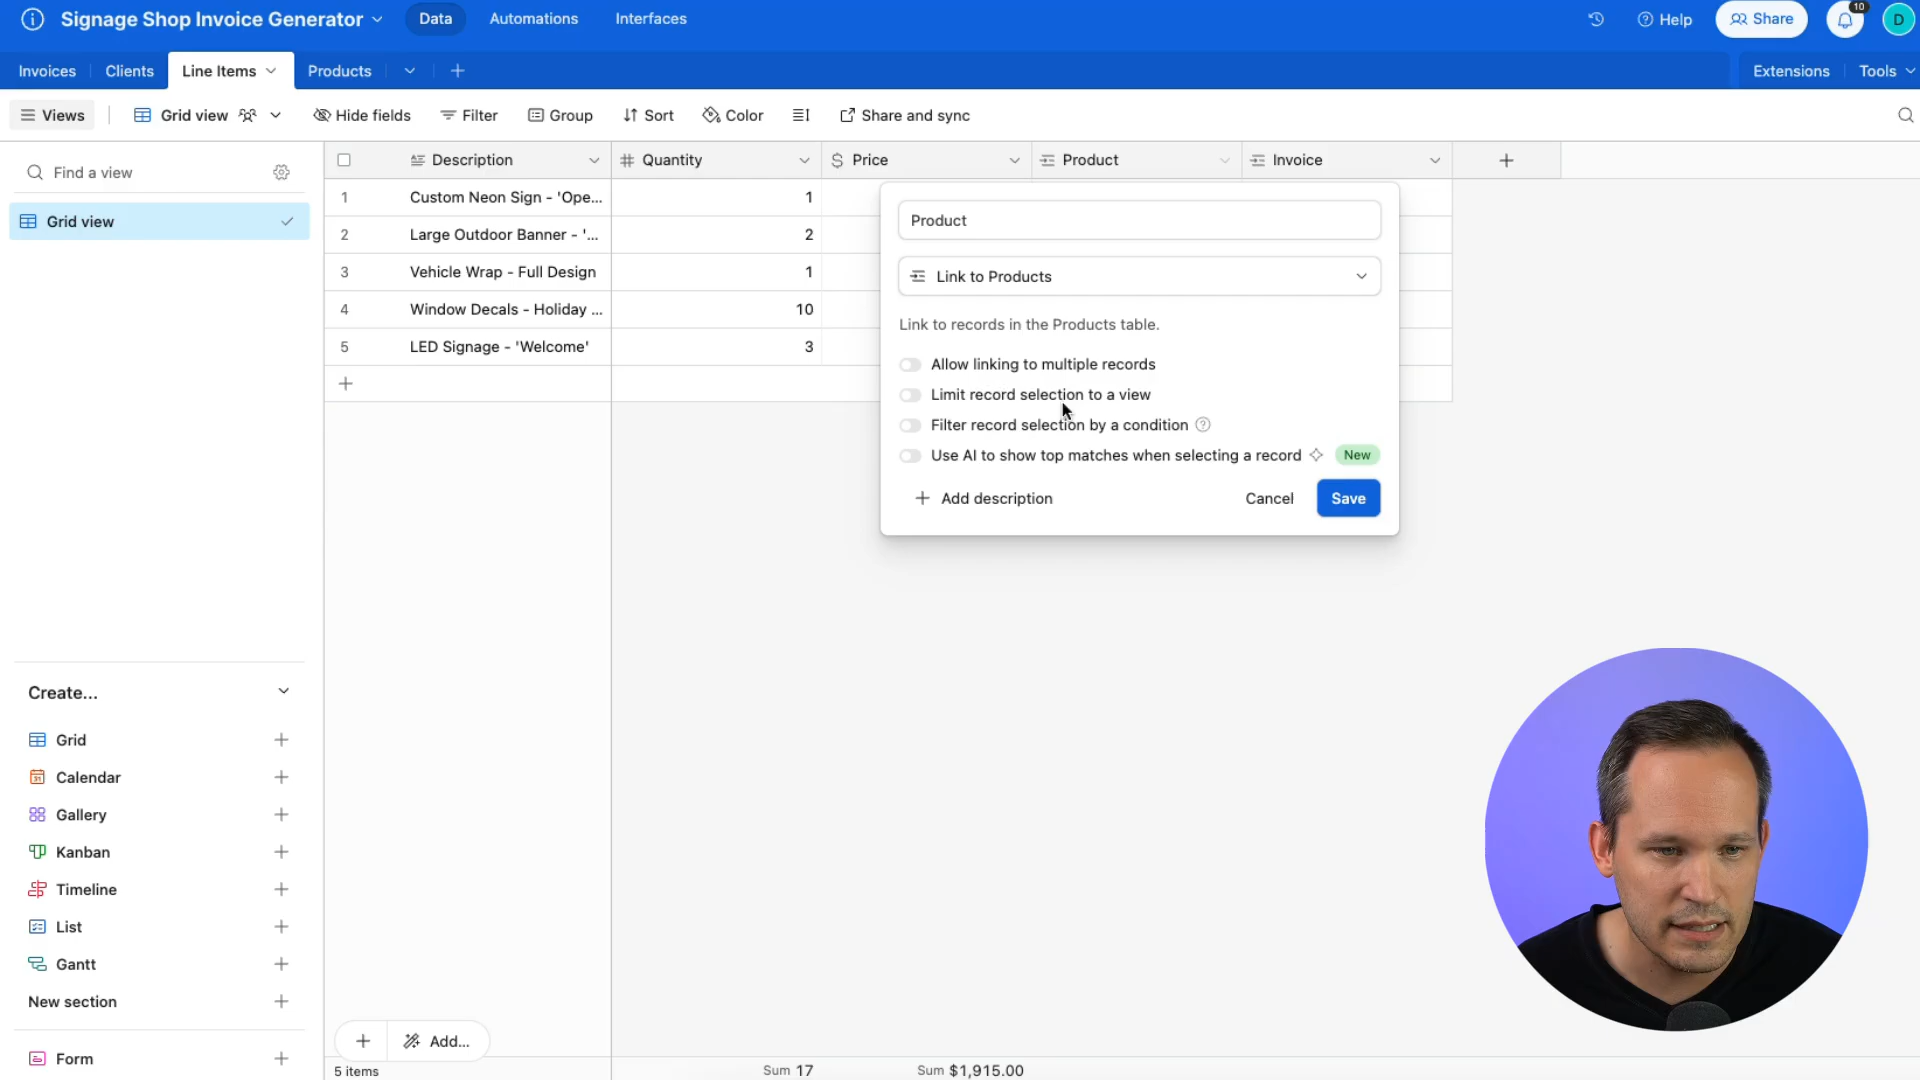 Signage Shop Invoice Generator
Data
Automations
Interfaces
Help
Share
10
D
Invoices
Clients
Line Items
Products
Extensions
Tools
Views
Grid view
Hide fields
Filter
Group
Sort
Color
Share and sync
Find a view
Grid view
Description
Quantity
Price
Product
Invoice
1 Custom Neon Sign - 'Ope... 1
2 Large Outdoor Banner - '... 2
3 Vehicle Wrap - Full Design 1
4 Window Decals - Holiday ... 10
5 LED Signage - 'Welcome' 3
Product
Link to Products
Link to records in the Products table.
Allow linking to multiple records
Limit record selection to a view
Filter record selection by a condition
Use AI to show top matches when selecting a record New
Add description
Cancel
Save
Create...
Grid
Calendar
Gallery
Kanban
Timeline
List
Gantt
New section
Form
Add...
5 items
Sum 17
Sum $1,915.00